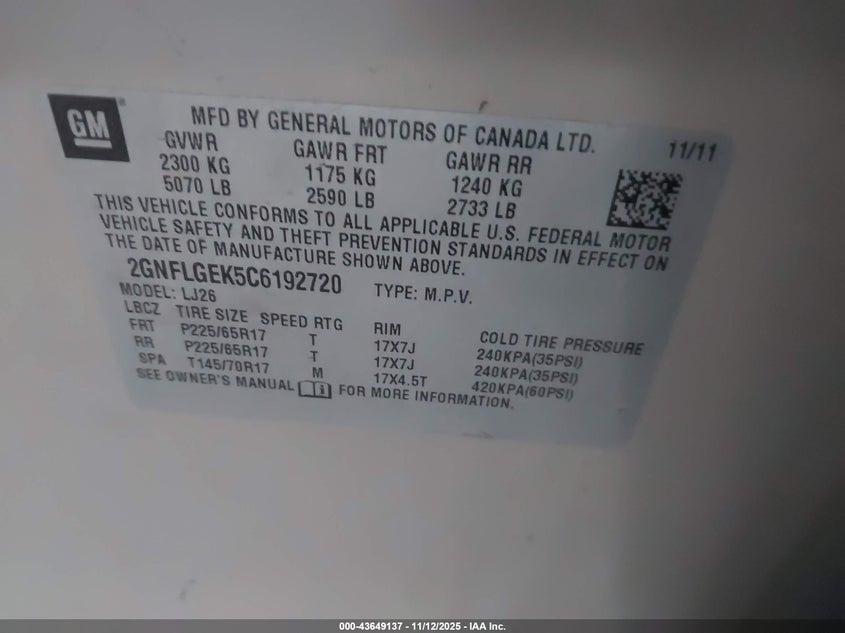 GM
MFD BY GENERAL MOTORS OF CANADA LTD. 11/11
GVWR GAWR FRT GAWR RR
2300 KG 1175 KG 1240 KG
5070 LB 2590 LB 2733 LB
THIS VEHICLE CONFORMS TO ALL APPLICABLE U.S. FEDERAL MOTOR
VEHICLE SAFETY AND THEFT PREVENTION STANDARDS IN EFFECT ON
THE DATE OF MANUFACTURE SHOWN ABOVE.
2GNFLGEK5C6192720 TYPE: M.P.V.
MODEL: LJ26
LBCZ TIRE SIZE SPEED RTG RIM COLD TIRE PRESSURE
FRT P225/65R17 T 17X7J 240KPA(35PSI)
RR P225/65R17 T 17X7J 240KPA(35PSI)
SPA T145/70R17 M 17X4.5T 420KPA(60PSI)
SEE OWNER'S MANUAL FOR MORE INFORMATION.
000-43649137 - 11/12/2025 - IAA Inc.